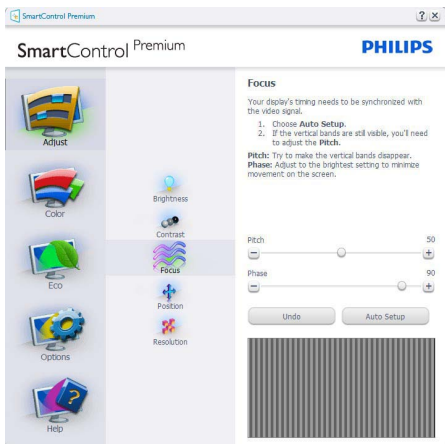 SmartControl Premium
SmartControl Premium
PHILIPS
Adjust
Color
Eco
Options
Help
Brightness
Contrast
Focus
Position
Resolution
Focus
Your display's timing needs to be synchronized with
the video signal.
1. Choose Auto Setup.
2. If the vertical bands are still visible, you'll need
to adjust the Pitch.
Pitch: Try to make the vertical bands disappear.
Phase: Adjust to the brightest setting to minimize
movement on the screen.
Pitch 50
Phase 90
Undo Auto Setup